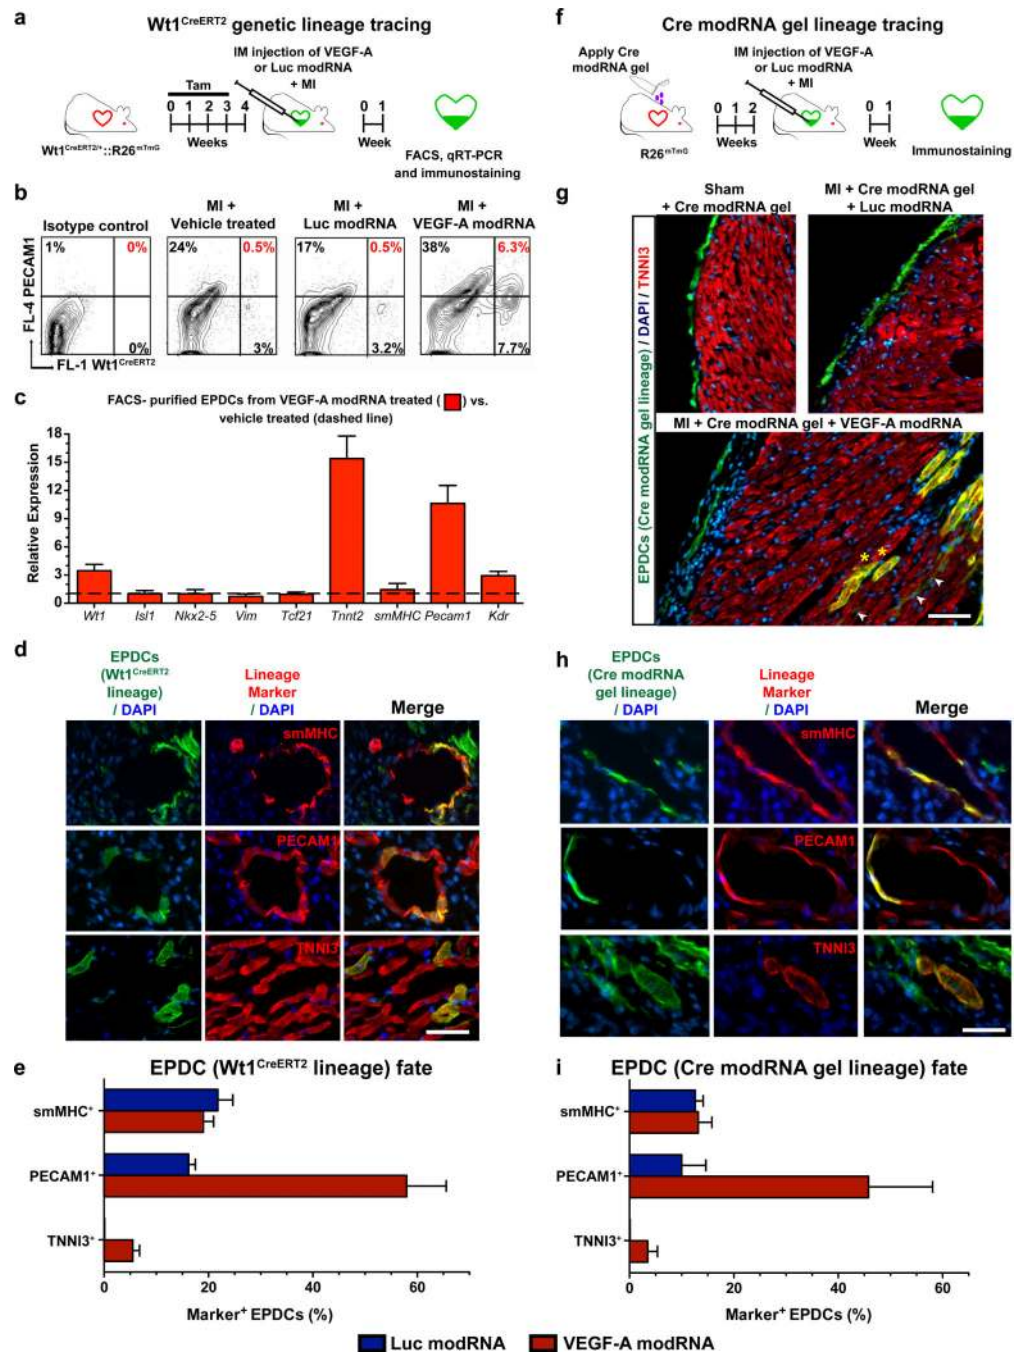 a
Wt1CreERT2 genetic lineage tracing
IM injection of VEGF-A
or Luc modRNA
+ MI
Tam
0 1 2 3 4
Weeks
0 1
Weeks
Wt1CreERT2/+::R26mTmG
FACS, qRT-PCR
and immunostaining
b
Isotype control
MI +
Vehicle treated
MI +
Luc modRNA
MI +
VEGF-A modRNA
1%
0%
24%
0.5%
17%
0.5%
38%
6.3%
0%
3%
3.2%
7.7%
FL-4 PECAM1
FL-1 Wt1CreERT2
c
FACS- purified EPDCs from VEGF-A modRNA treated ( ) vs.
vehicle treated (dashed line)
Relative Expression
18
15
12
9
6
3
0
Wt1 Isl1 Nkx2-5 Vim Tcf21 Tnnt2 smMHC Pecam1 Kdr
d
EPDCs
(Wt1CreERT2
lineage)
/ DAPI
Lineage
Marker
/ DAPI
Merge
smMHC
PECAM1
TNNI3
e
EPDC (Wt1CreERT2 lineage) fate
smMHC+
PECAM1+
TNNI3+
0 20 40 60
Marker+ EPDCs (%)
f
Cre modRNA gel lineage tracing
Apply Cre
modRNA gel
IM injection of VEGF-A
or Luc modRNA
+ MI
0 1 2
Weeks
0 1
Weeks
R26mTmG
Immunostaining
g
Sham
+ Cre modRNA gel
MI + Cre modRNA gel
+ Luc modRNA
MI + Cre modRNA gel + VEGF-A modRNA
EPDCs (Cre modRNA gel lineage) / DAPI / TNNI3
* *
h
EPDCs
(Cre modRNA
gel lineage)
/ DAPI
Lineage
Marker
/ DAPI
Merge
smMHC
PECAM1
TNNI3
i
EPDC (Cre modRNA gel lineage) fate
smMHC+
PECAM1+
TNNI3+
0 20 40 60
Marker+ EPDCs (%)
Luc modRNA
VEGF-A modRNA